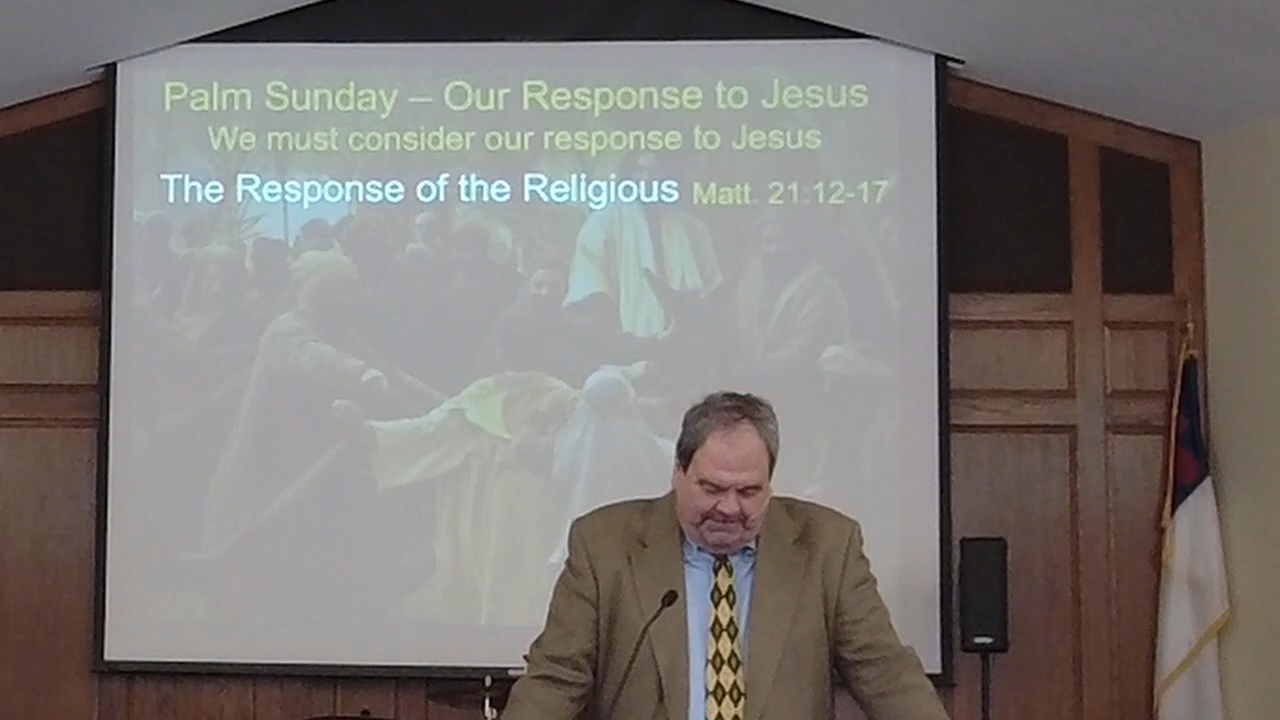 Palm Sunday – Our Response to Jesus
We must consider our response to Jesus
The Response of the Religious Matt. 21:12-17